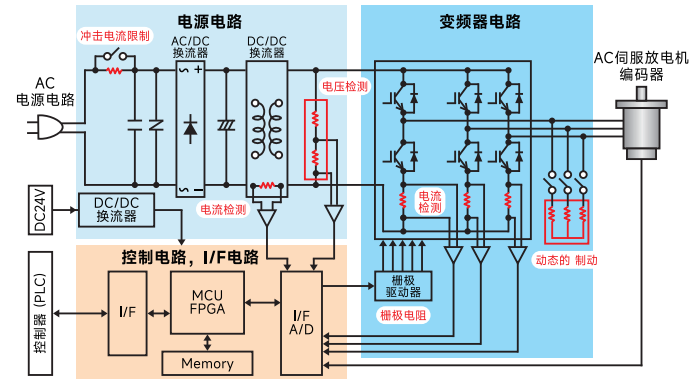 电源电路
变频器电路
冲击电流限制
AC/DC
换流器
DC/DC
换流器
AC伺服放电机
编码器
AC
电源电路
电压检测
电流检测
电流
检测
DC24V
DC/DC
换流器
动态的 制动
控制电路，I/F电路
控制器 (PLC)
I/F
MCU
FPGA
I/F
A/D
Memory
栅极
驱动器
栅极电阻